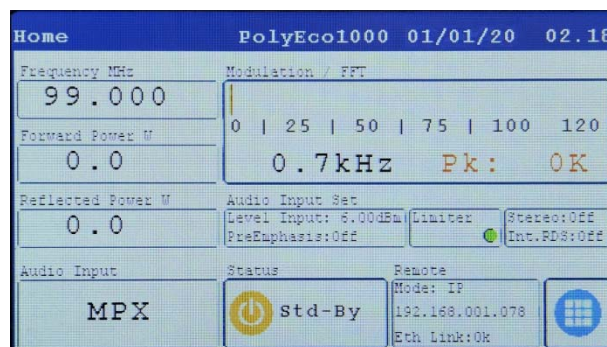 Home PolyEco1000 01/01/20 02.18
Frequency MHz
99.000
Modulation / FFT
0 | 25 | 50 | 75 | 100 120
0.7kHz Pk: 0K
Forward Power W
0.0
Reflected Power W
0.0
Audio Input Set
Level Input: 6.00dBm
PreEmphasis:Off
Limiter
Stereo:Off
Int.RDS:Off
Audio Input
MPX
Status
Std-By
Remote
Mode: IP
192.168.001.078
Eth Link:Ok